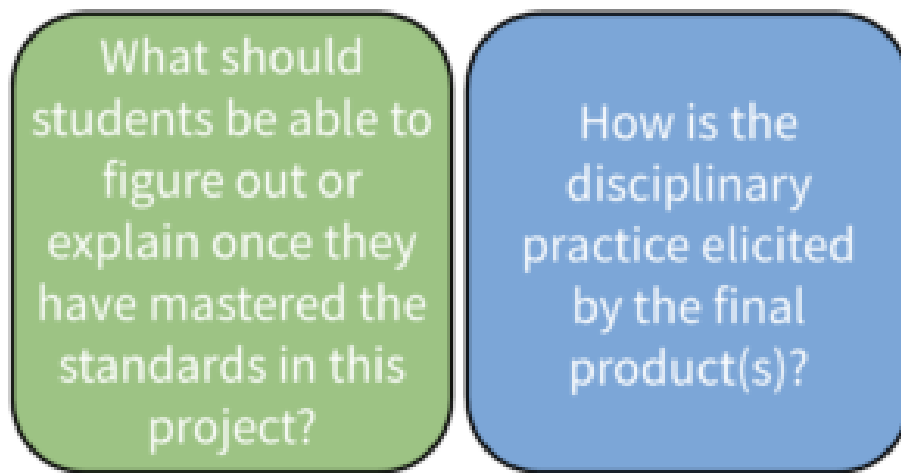 What should
students be able to
figure out or
explain once they
have mastered the
standards in this
project?
How is the
disciplinary
practice elicited
by the final
product(s)?